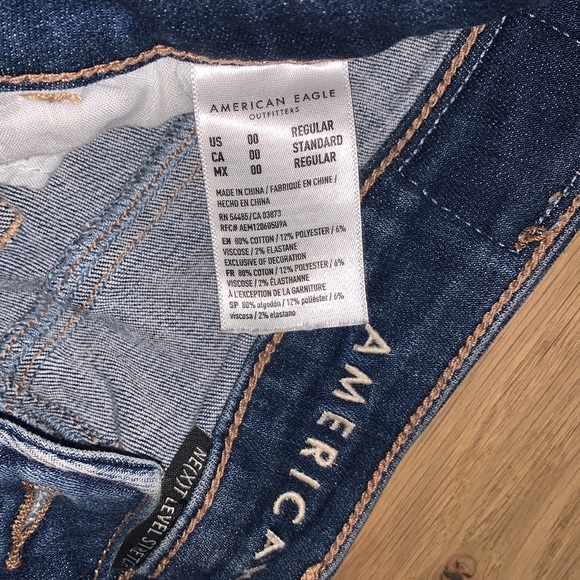 AMERICAN EAGLE
OUTFITTERS
US 00 REGULAR
CA 00 STANDARD
MX 00 REGULAR
MADE IN CHINA / FABRIQUÉ EN CHINE /
HECHO EN CHINA
RN 54485/CA 03873
REF# AEM12060SU9A
EN 80% COTTON / 12% POLYESTER / 6%
VISCOSE / 2% ELASTANE
EXCLUSIVE OF DECORATION
FR 80% COTON / 12% POLYESTER / 6%
VISCOSE / 2% ÉLASTHANNE
À L'EXCEPTION DE LA GARNITURE
SP 80% algodón / 12% poliéster / 6%
viscosa / 2% elastano
AMERICA
NE(X)T LEVEL STRETCH